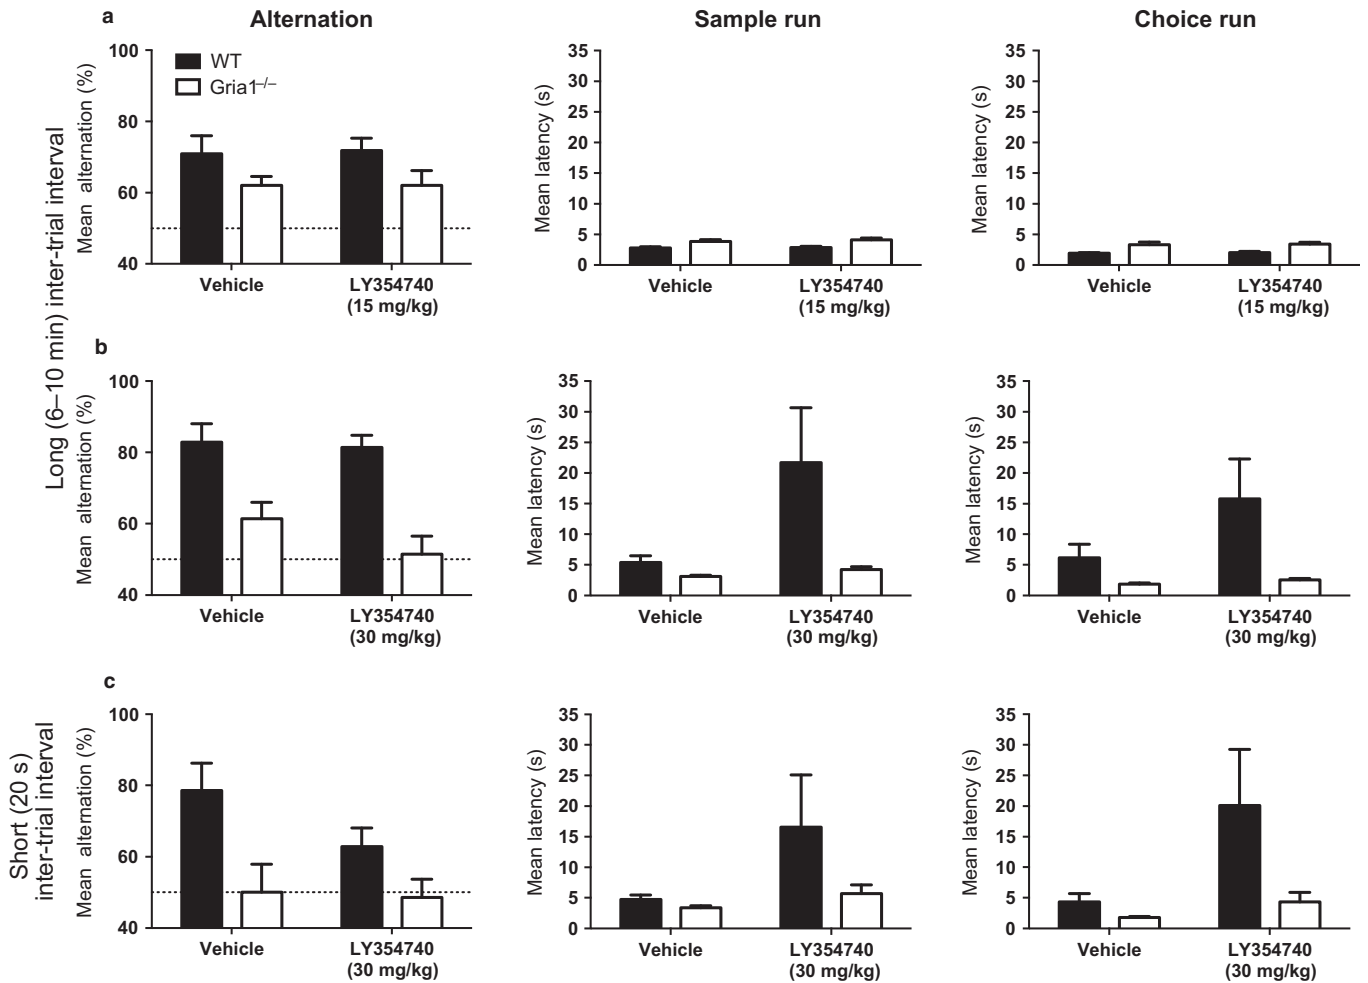 a
Alternation
Sample run
Choice run
Long (6–10 min) inter-trial interval
Mean alternation (%)
100
80
60
40
WT
Gria1–/–
Vehicle
LY354740
(15 mg/kg)
Mean latency (s)
35
30
25
20
15
10
5
0
Vehicle
LY354740
(15 mg/kg)
Mean latency (s)
35
30
25
20
15
10
5
0
Vehicle
LY354740
(15 mg/kg)
b
Mean alternation (%)
100
80
60
40
Vehicle
LY354740
(30 mg/kg)
Mean latency (s)
35
30
25
20
15
10
5
0
Vehicle
LY354740
(30 mg/kg)
Mean latency (s)
35
30
25
20
15
10
5
0
Vehicle
LY354740
(30 mg/kg)
c
Short (20 s)
inter-trial interval
Mean alternation (%)
100
80
60
40
Vehicle
LY354740
(30 mg/kg)
Mean latency (s)
35
30
25
20
15
10
5
0
Vehicle
LY354740
(30 mg/kg)
Mean latency (s)
35
30
25
20
15
10
5
0
Vehicle
LY354740
(30 mg/kg)